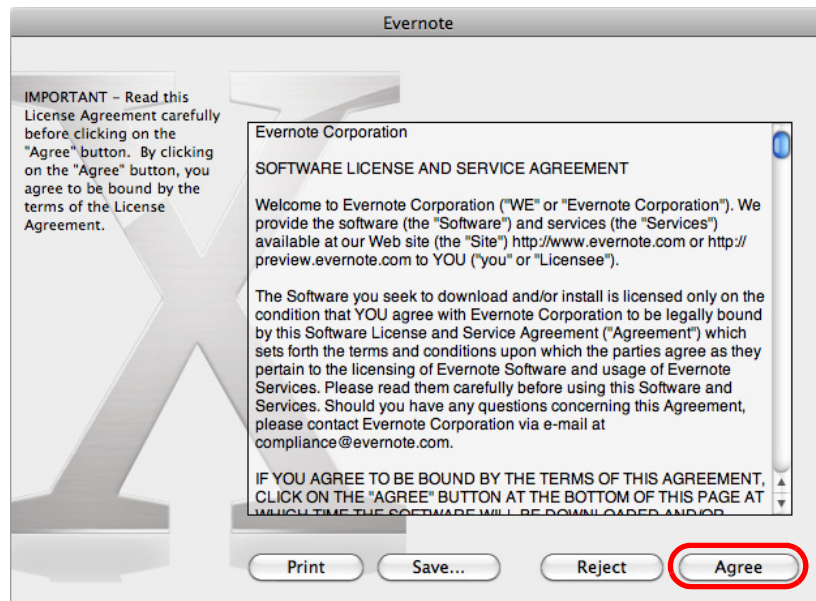 Evernote
IMPORTANT – Read this
License Agreement carefully
before clicking on the
"Agree" button.  By clicking
on the "Agree" button, you
agree to be bound by the
terms of the License
Agreement.
Evernote Corporation
SOFTWARE LICENSE AND SERVICE AGREEMENT
Welcome to Evernote Corporation ("WE" or "Evernote Corporation"). We
provide the software (the "Software") and services (the "Services")
available at our Web site (the "Site") http://www.evernote.com or http://
preview.evernote.com to YOU ("you" or "Licensee").
The Software you seek to download and/or install is licensed only on the
condition that YOU agree with Evernote Corporation to be legally bound
by this Software License and Service Agreement ("Agreement") which
sets forth the terms and conditions upon which the parties agree as they
pertain to the licensing of Evernote Software and usage of Evernote
Services. Please read them carefully before using this Software and
Services. Should you have any questions concerning this Agreement,
please contact Evernote Corporation via e-mail at
compliance@evernote.com.
IF YOU AGREE TO BE BOUND BY THE TERMS OF THIS AGREEMENT,
CLICK ON THE "AGREE" BUTTON AT THE BOTTOM OF THIS PAGE AT
WHICH TIME THE SOFTWARE WILL BE DOWNLOADED AND/OR
Print
Save...
Reject
Agree